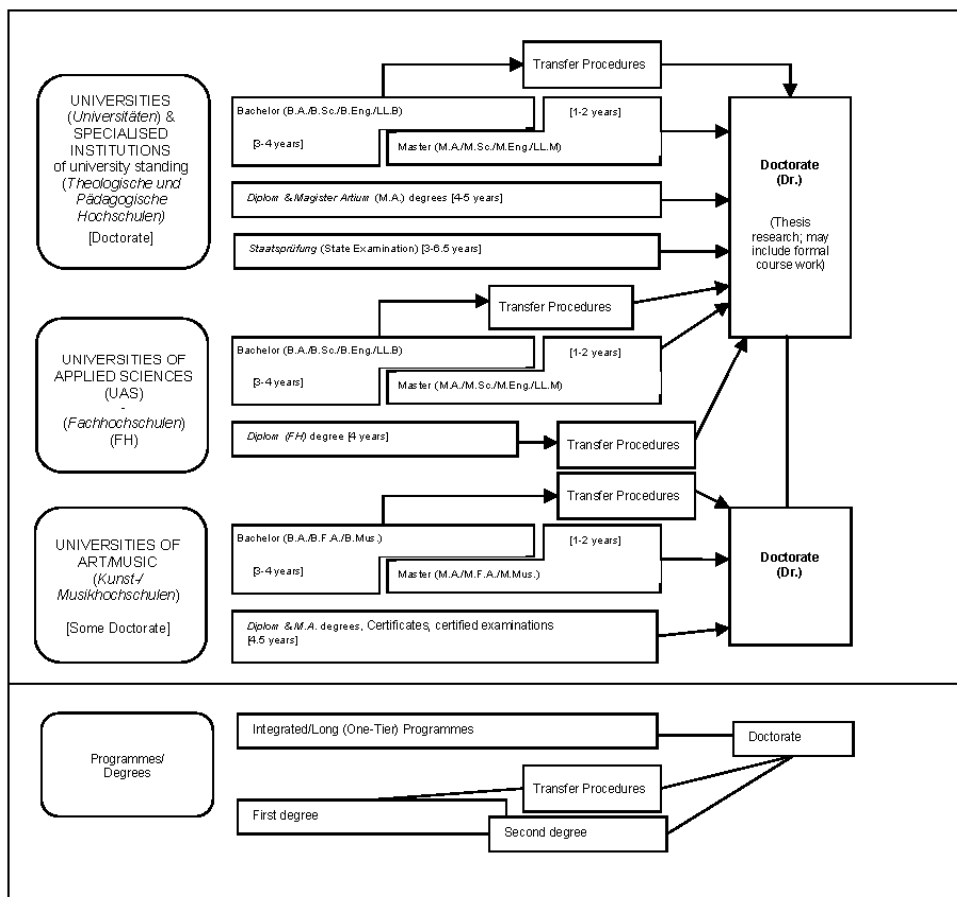 Transfer Procedures
UNIVERSITIES
(Universitäten) &
SPECIALISED
INSTITUTIONS
of university standing
(Theologische und
Pädagogische
Hochschulen)
[Doctorate]
Bachelor (B.A./B.Sc./B.Eng./LL.B)
[3-4 years]
[1-2 years]
Master (M.A./M.Sc./M.Eng./LL.M)
Diplom & Magister Artium (M.A.) degrees [4-5 years]
Staatsprüfung (State Examination) [3-6.5 years]
Doctorate
(Dr.)
(Thesis
research; may
include formal
course work)
Transfer Procedures
UNIVERSITIES OF
APPLIED SCIENCES
(UAS)
-
(Fachhochschulen)
(FH)
Bachelor (B.A./B.Sc./B.Eng./LL.B)
[3-4 years]
[1-2 years]
Master (M.A./M.Sc./M.Eng./LL.M)
Diplom (FH) degree [4 years]
Transfer Procedures
Transfer Procedures
UNIVERSITIES OF
ART/MUSIC
(Kunst-/
Musikhochschulen)
[Some Doctorate]
Bachelor (B.A./B.F.A./B.Mus.)
[3-4 years]
[1-2 years]
Master (M.A./M.F.A./M.Mus.)
Diplom & M.A. degrees, Certificates, certified examinations
[4.5 years]
Doctorate
(Dr.)
Programmes/
Degrees
Integrated/Long (One-Tier) Programmes
Doctorate
Transfer Procedures
First degree
Second degree